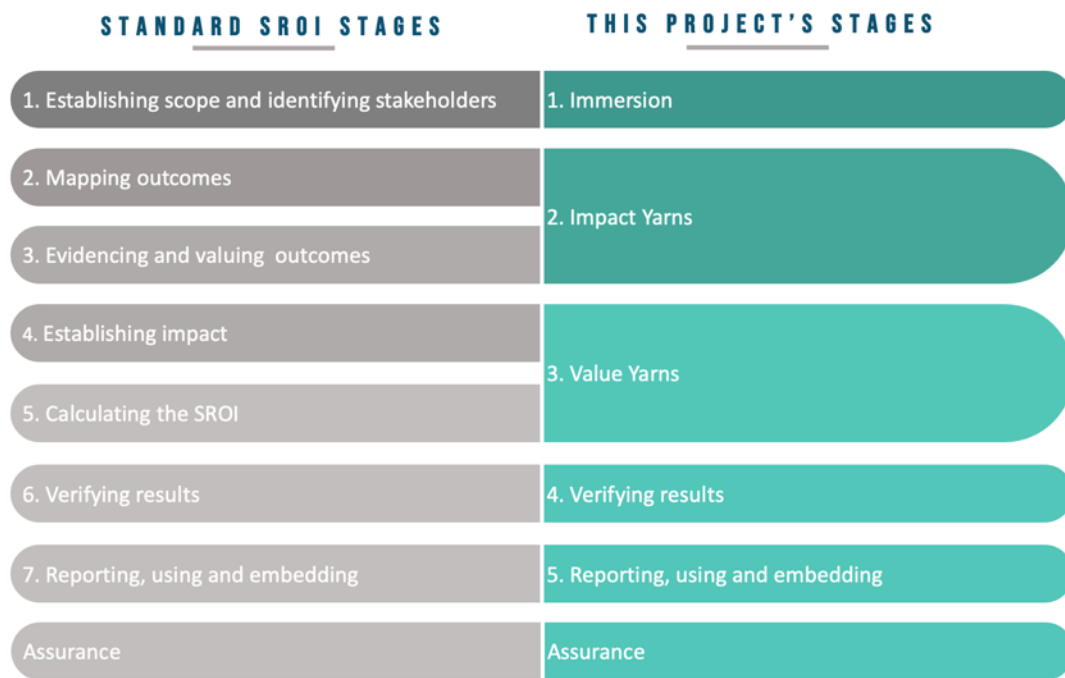 STANDARD SROI STAGES
THIS PROJECT'S STAGES
1. Establishing scope and identifying stakeholders
1. Immersion
2. Mapping outcomes
2. Impact Yarns
3. Evidencing and valuing outcomes
4. Establishing impact
3. Value Yarns
5. Calculating the SROI
6. Verifying results
4. Verifying results
7. Reporting, using and embedding
5. Reporting, using and embedding
Assurance
Assurance